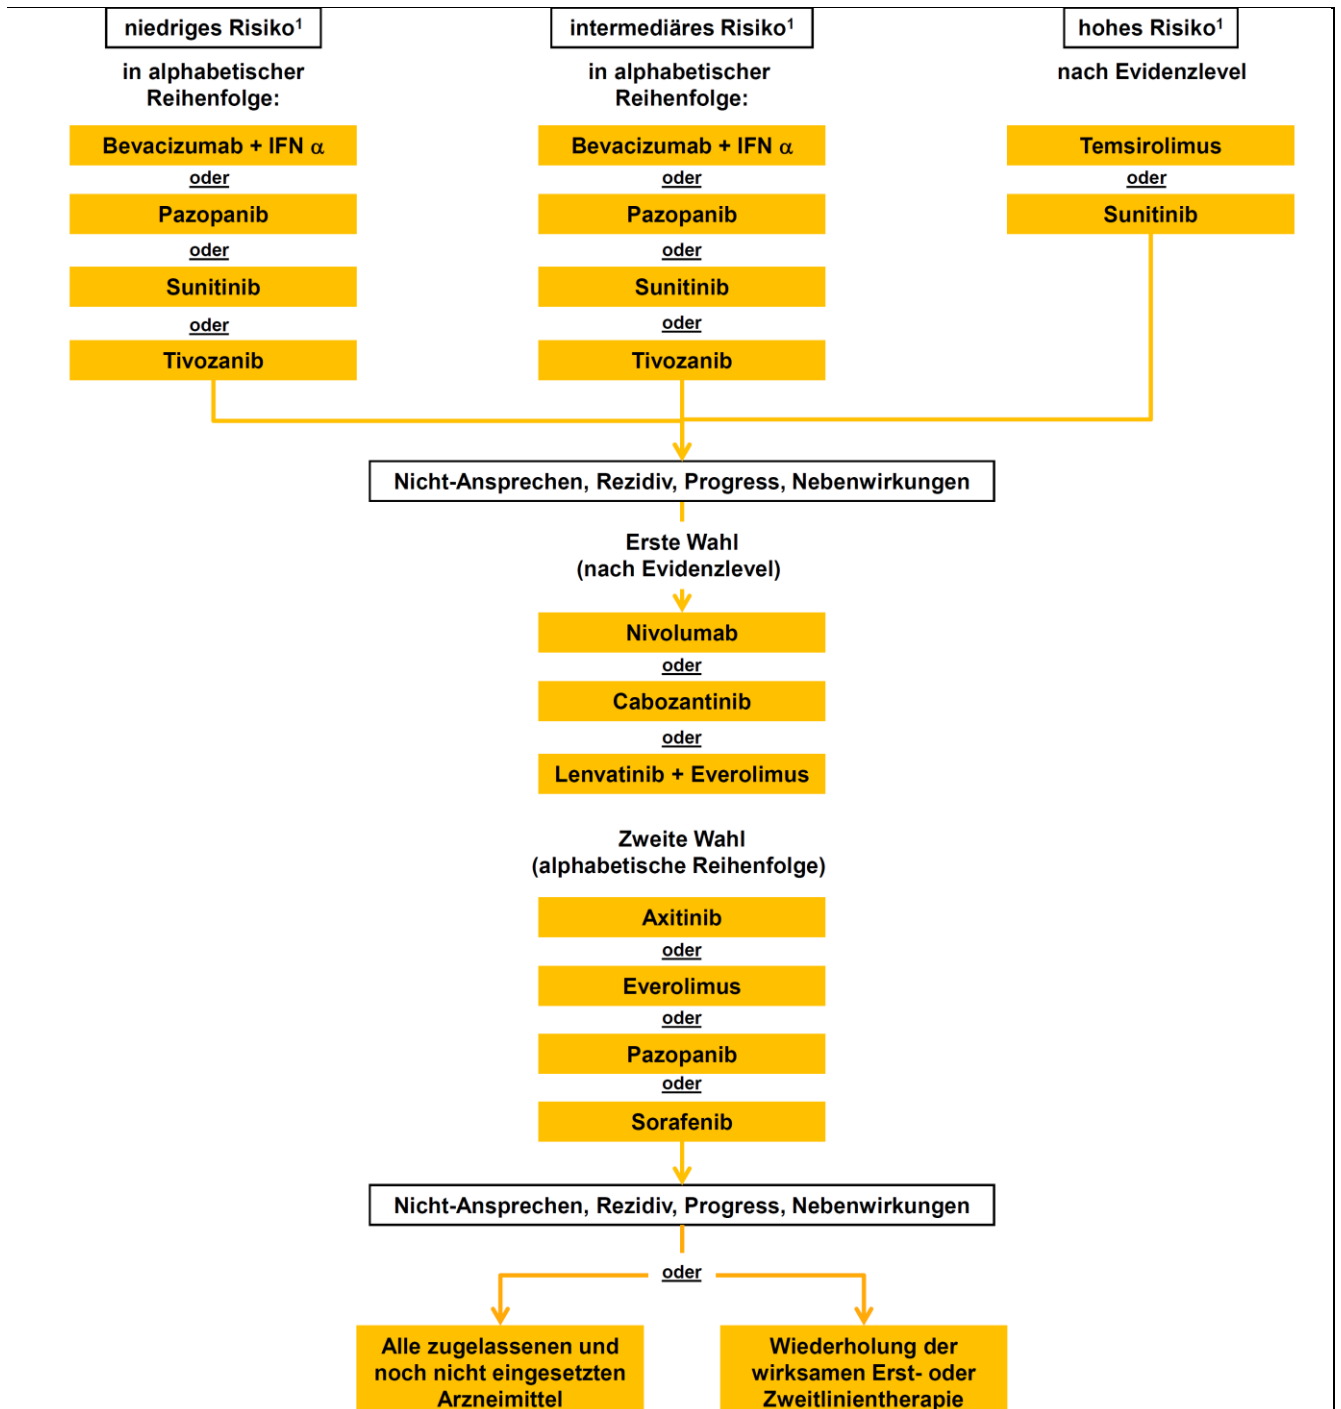 niedriges Risiko¹
in alphabetischer
Reihenfolge:
Bevacizumab + IFN α
oder
Pazopanib
oder
Sunitinib
oder
Tivozanib
intermediäres Risiko¹
in alphabetischer
Reihenfolge:
Bevacizumab + IFN α
oder
Pazopanib
oder
Sunitinib
oder
Tivozanib
hohes Risiko¹
nach Evidenzlevel
Temsirolimus
oder
Sunitinib
Nicht-Ansprechen, Rezidiv, Progress, Nebenwirkungen
Erste Wahl
(nach Evidenzlevel)
Nivolumab
oder
Cabozantinib
oder
Lenvatinib + Everolimus
Zweite Wahl
(alphabetische Reihenfolge)
Axitinib
oder
Everolimus
oder
Pazopanib
oder
Sorafenib
Nicht-Ansprechen, Rezidiv, Progress, Nebenwirkungen
oder
Alle zugelassenen und
noch nicht eingesetzten
Arzneimittel
Wiederholung der
wirksamen Erst- oder
Zweitlinientherapie